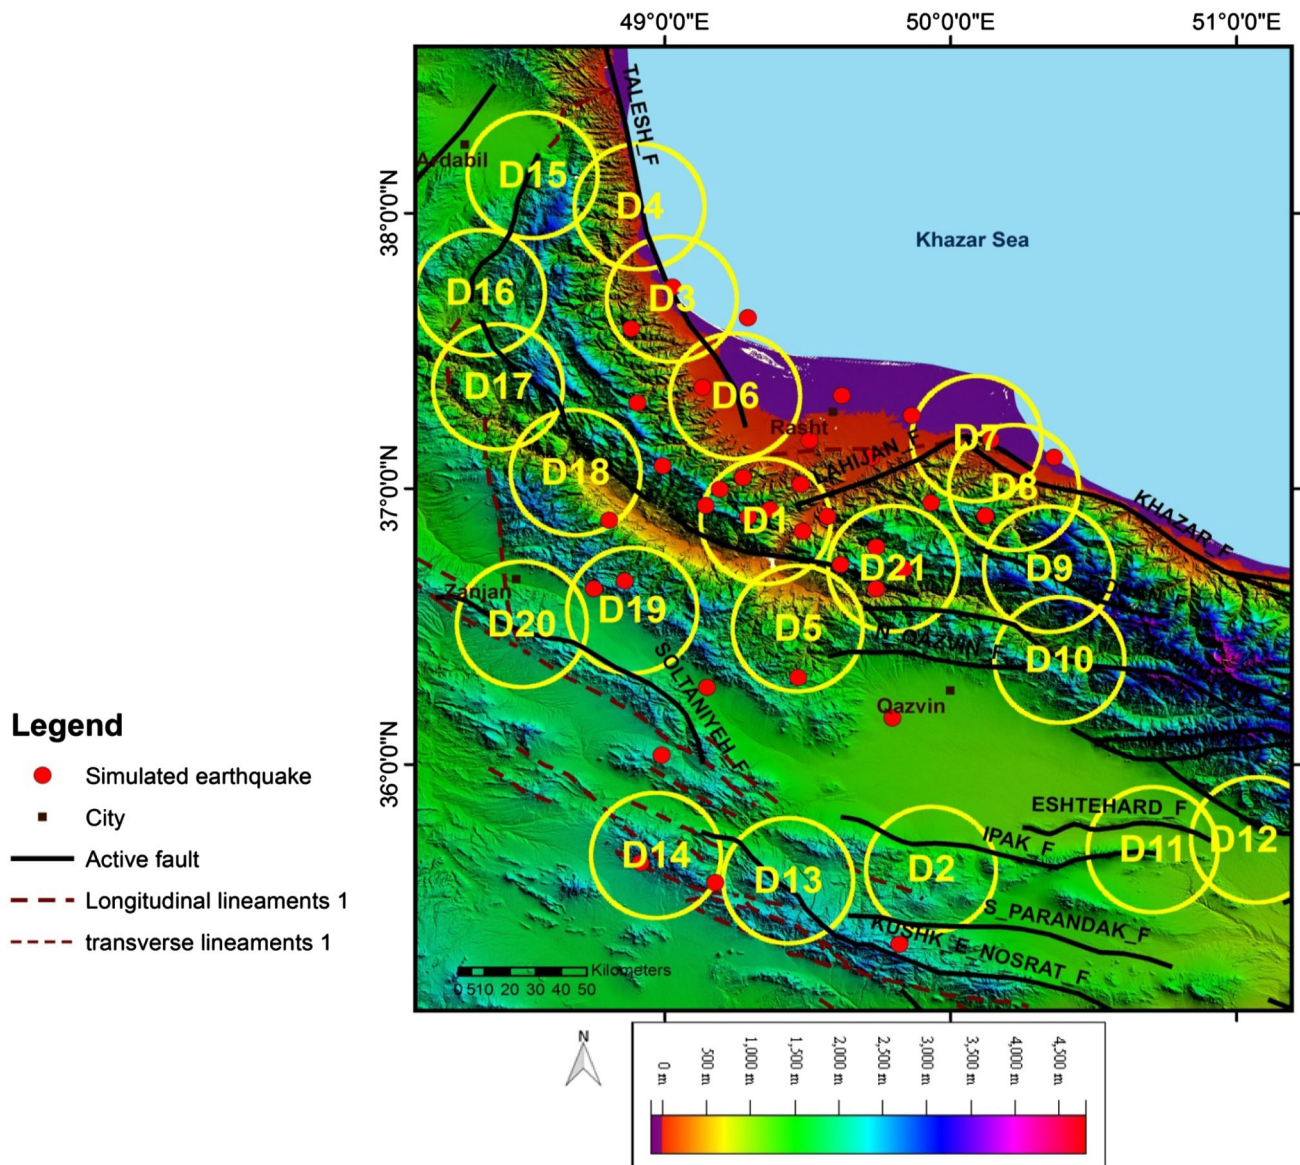 49°0'0"E 50°0'0"E 51°0'0"E
38°0'0"N
37°0'0"N
36°0'0"N
TALESH_F
Ardabil
D15
D4
Khazar Sea
D16
D3
D17
D6
Rasht
D7
LAHIJAN_F
D18
D8
KHAZAR_F
D1
D21
D9
Zanjan
D20
D19
D5
N_QAZVIN_F
D10
SOLTANIYEH_F
Qazvin
ESHTEHARD_F
IPAK_F
D11
D12
D14
D13
D2
S_PARANDAK_F
KUSHK_E_NOSRAT_F
Kilometers
0 510 20 30 40 50
Legend
Simulated earthquake
City
Active fault
Longitudinal lineaments 1
transverse lineaments 1
N
0 m
500 m
1,000 m
1,500 m
2,000 m
2,500 m
3,000 m
3,500 m
4,000 m
4,500 m